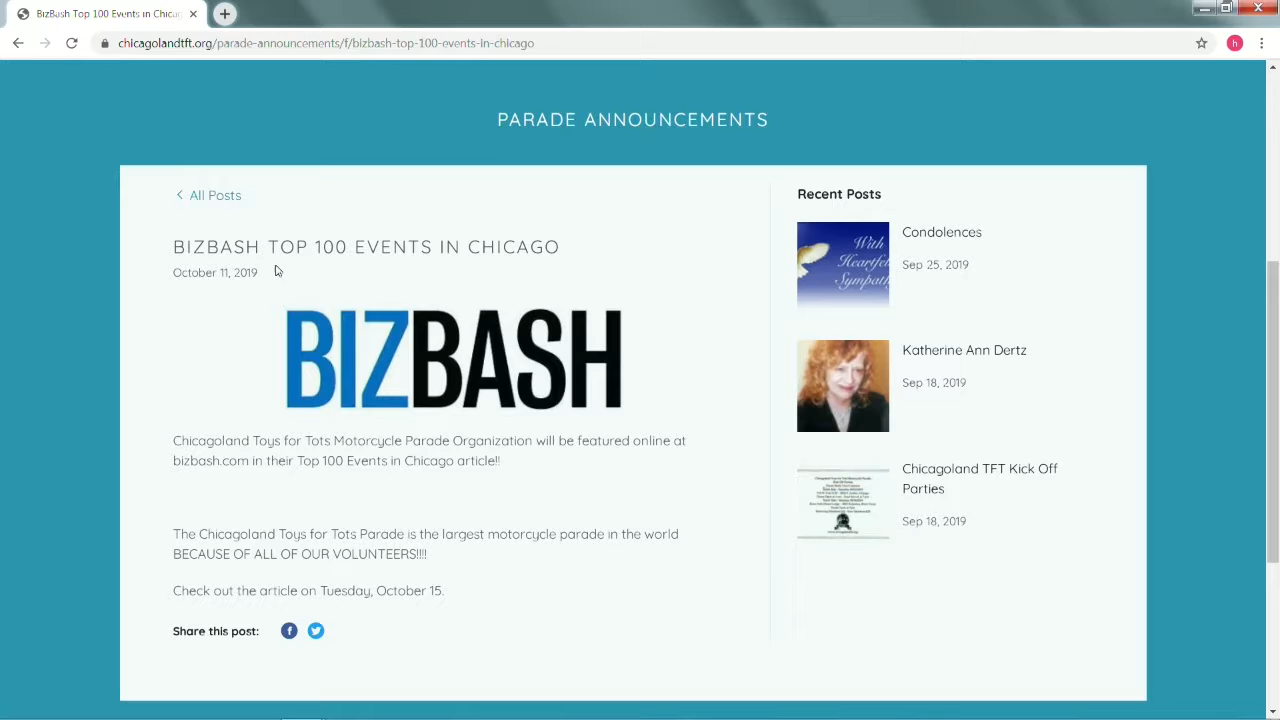 BizBash Top 100 Events in Chicag
chicagolandtft.org/parade-announcements/f/bizbash-top-100-events-in-chicago
h
PARADE ANNOUNCEMENTS
All Posts
BIZBASH TOP 100 EVENTS IN CHICAGO
October 11, 2019
BIZBASH
Chicagoland Toys for Tots Motorcycle Parade Organization will be featured online at
bizbash.com in their Top 100 Events in Chicago article!!
The Chicagoland Toys for Tots Parade is the largest motorcycle parade in the world
BECAUSE OF ALL OF OUR VOLUNTEERS!!!!
Check out the article on Tuesday, October 15.
Share this post:
Recent Posts
With
Heartfel
Sympath
Condolences
Sep 25, 2019
Katherine Ann Dertz
Sep 18, 2019
Chicagoland TFT Kick Off
Parties
Sep 18, 2019